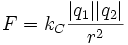 F = k_C \frac{|q_1||q_2|}{r^2}